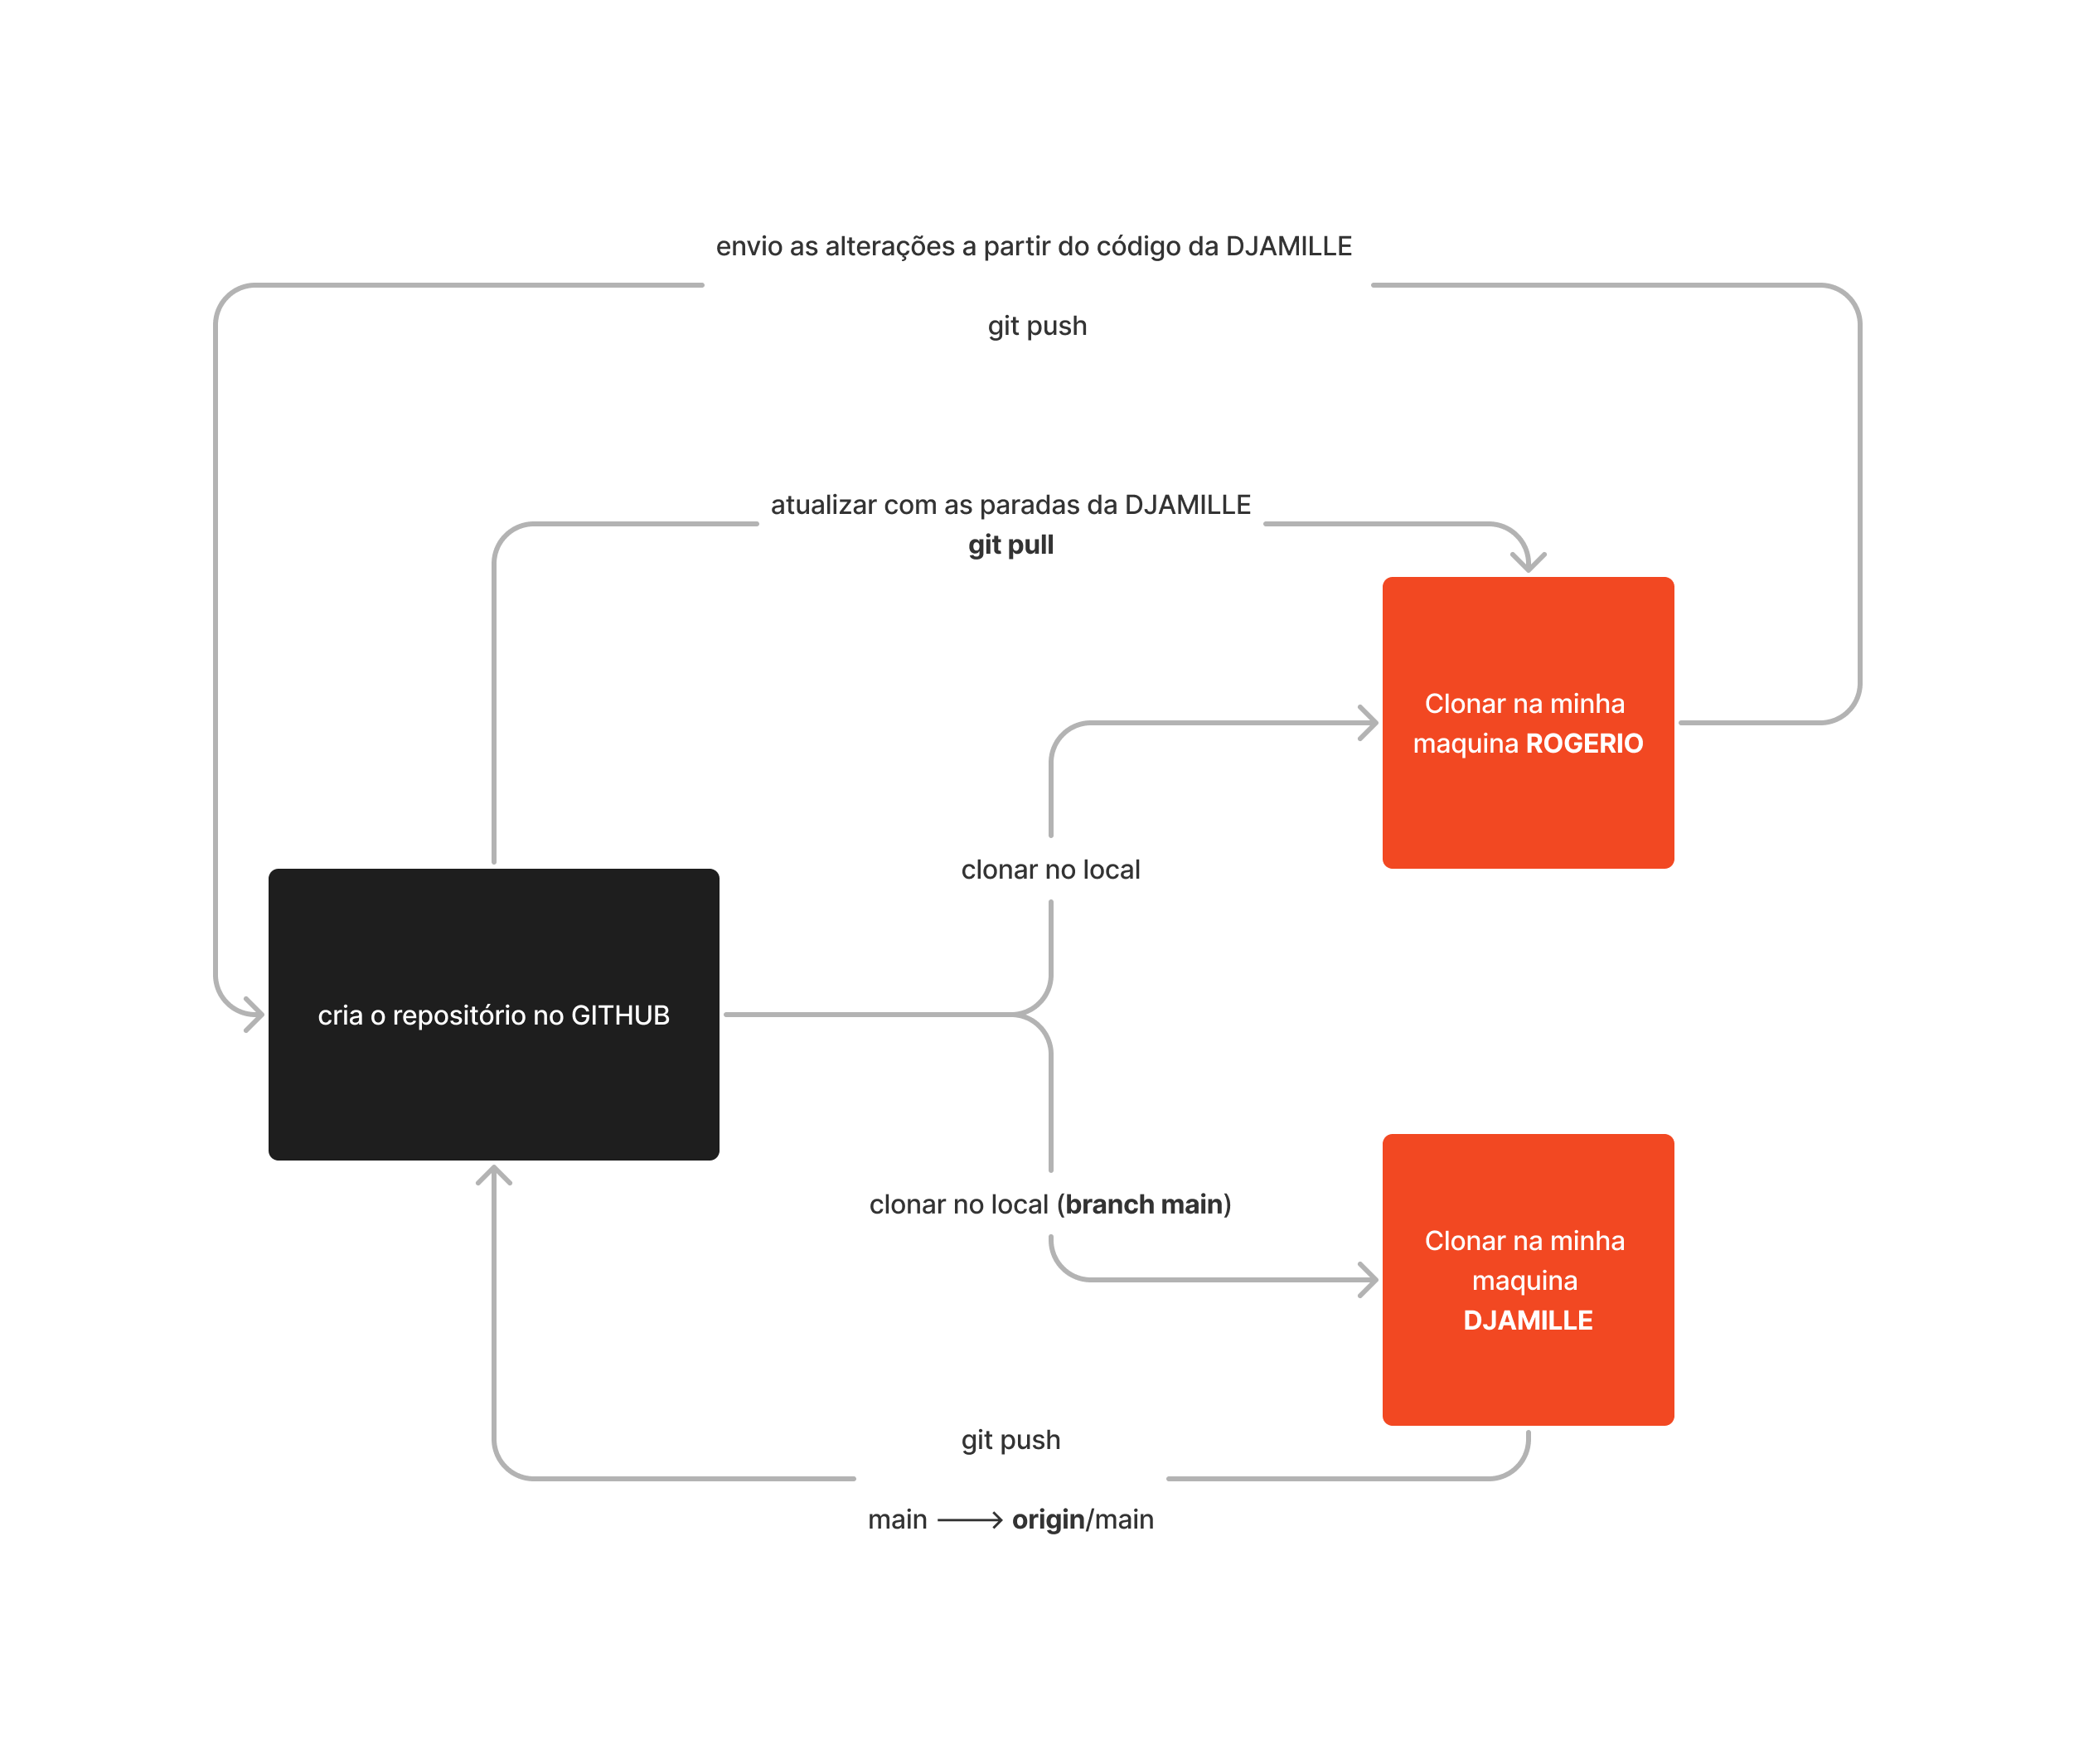 envio as alterações a partir do código da DJAMILLE
git push
atualizar com as paradas da DJAMILLE
git pull
Clonar na minha
maquina ROGERIO
clonar no local
cria o repositório no GITHUB
clonar no local (branch main)
Clonar na minha
maquina
DJAMILLE
git push
main → origin/main